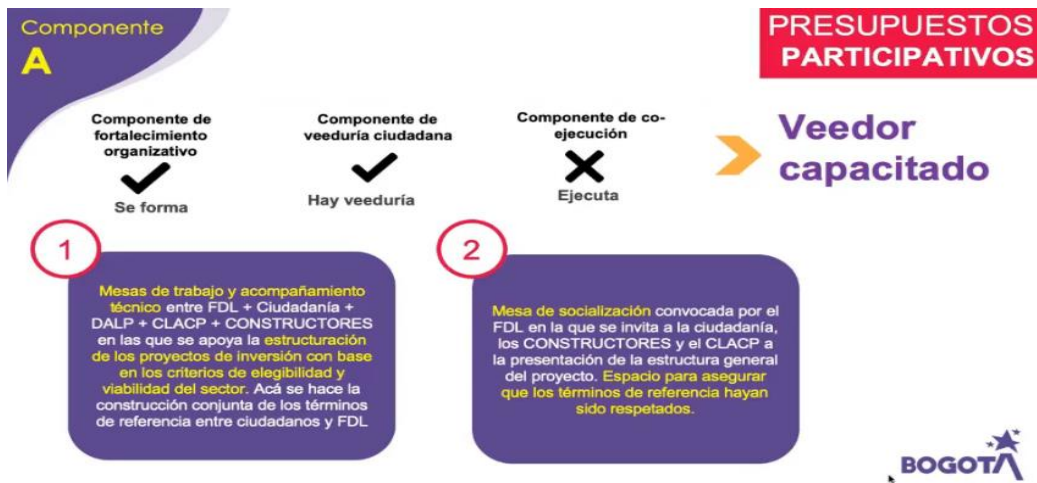 Componente
A
PRESUPUESTOS
PARTICIPATIVOS
Componente de
fortalecimiento
organizativo
Se forma
Componente de
veeduría ciudadana
Hay veeduría
Componente de co-
ejecución
Ejecuta
Veedor
capacitado
1
Mesas de trabajo y acompañamiento
técnico entre FDL + Ciudadanía +
DALP + CLACP + CONSTRUCTORES
en las que se apoya la estructuración
de los proyectos de inversión con base
en los criterios de elegibilidad y
viabilidad del sector. Acá se hace la
construcción conjunta de los términos
de referencia entre ciudadanos y FDL
2
Mesa de socialización convocada por el
FDL en la que se invita a la ciudadanía,
los CONSTRUCTORES y el CLACP a
la presentación de la estructura general
del proyecto. Espacio para asegurar
que los términos de referencia hayan
sido respetados.
BOGOTA